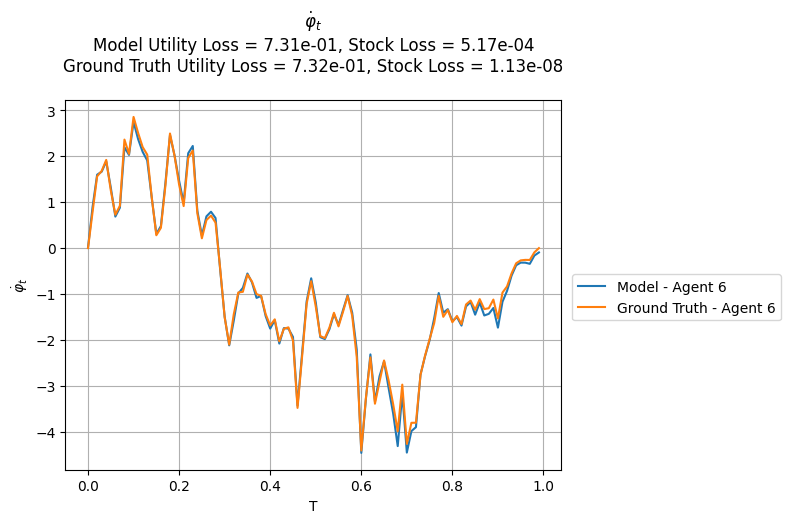 φ̇ₜ
Model Utility Loss = 7.31e-01, Stock Loss = 5.17e-04
Ground Truth Utility Loss = 7.32e-01, Stock Loss = 1.13e-08
3
2
1
0
−1
−2
−3
−4
φ̇ₜ
0.0 0.2 0.4 0.6 0.8 1.0
T
Model - Agent 6
Ground Truth - Agent 6